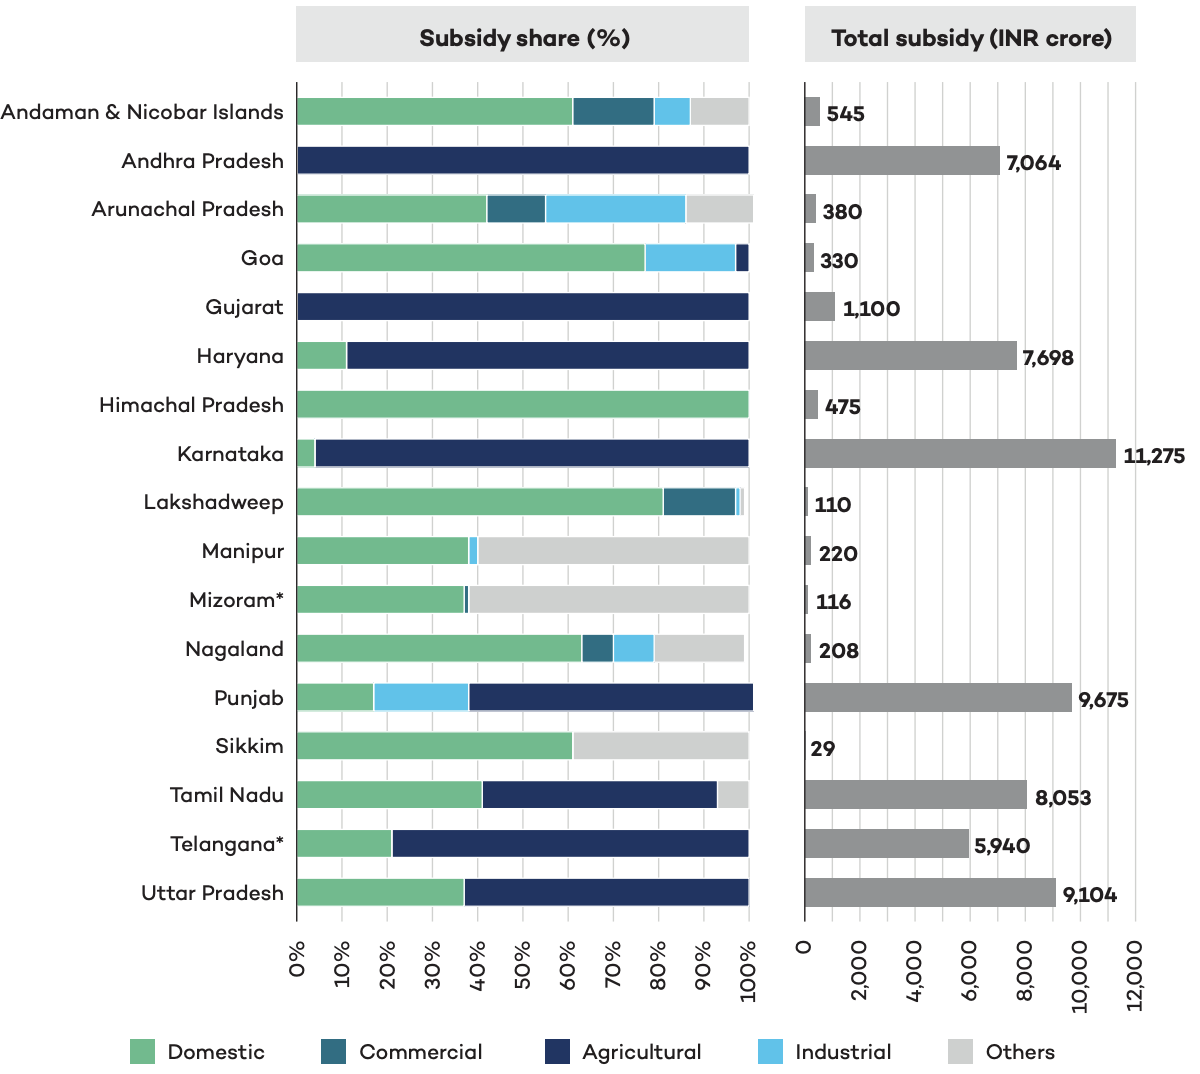 Subsidy share (%) Total subsidy (INR crore)
Andaman & Nicobar Islands 545
Andhra Pradesh 7,064
Arunachal Pradesh 380
Goa 330
Gujarat 1,100
Haryana 7,698
Himachal Pradesh 475
Karnataka 11,275
Lakshadweep 110
Manipur 220
Mizoram* 116
Nagaland 208
Punjab 9,675
Sikkim 29
Tamil Nadu 8,053
Telangana* 5,940
Uttar Pradesh 9,104
0% 10% 20% 30% 40% 50% 60% 70% 80% 90% 100% 0 2,000 4,000 6,000 8,000 10,000 12,000
Domestic Commercial Agricultural Industrial Others